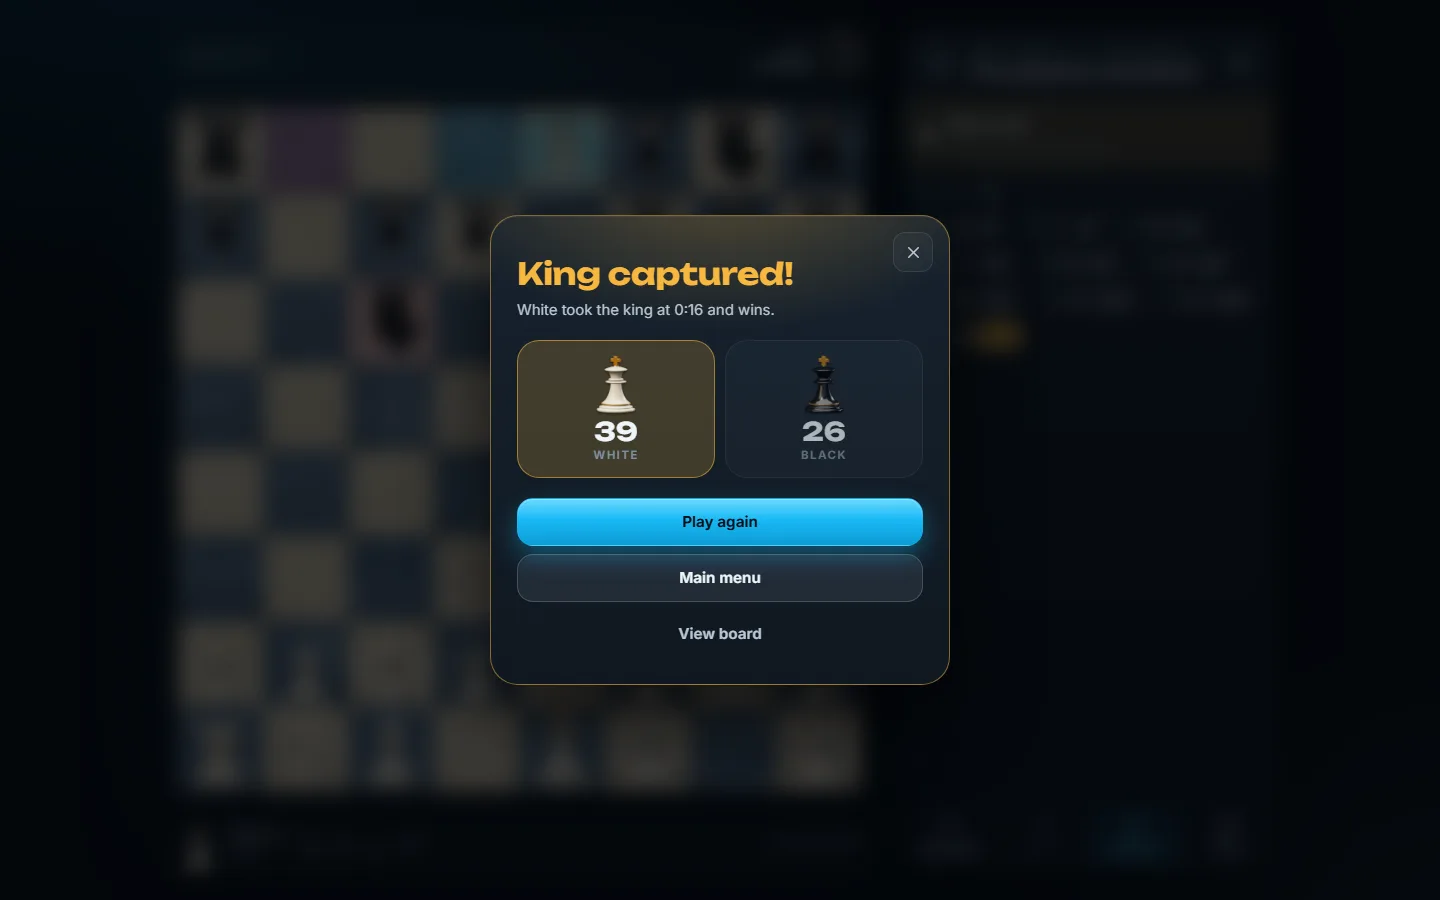 King captured!
White took the king at 0:16 and wins.
39
WHITE
26
BLACK
Play again
Main menu
View board